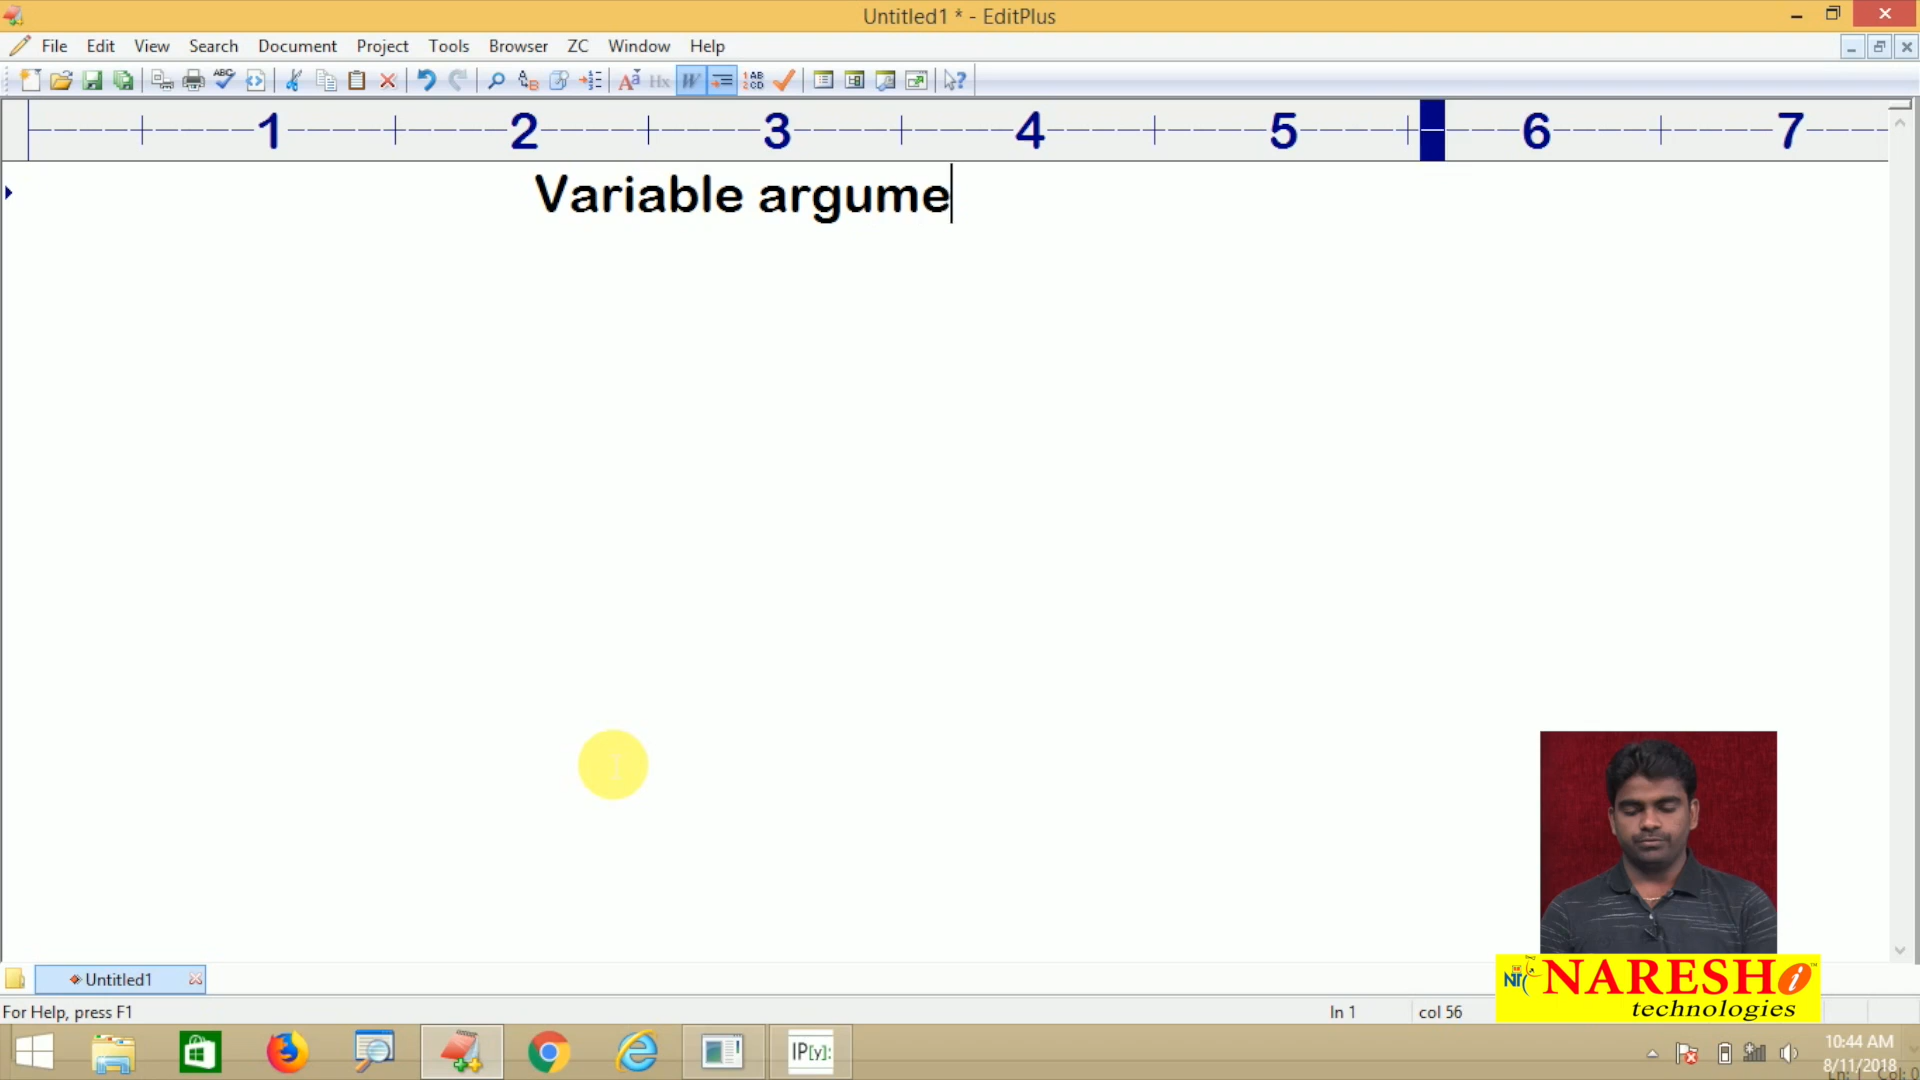 Untitled1 * - EditPlus
File Edit View Search Document Project Tools Browser ZC Window Help
1 2 3 4 5 6 7
Variable argume
Untitled1
For Help, press F1
ln 1 col 56
NARESH i
technologies
IP[y]:
10:44 AM
8/11/2018